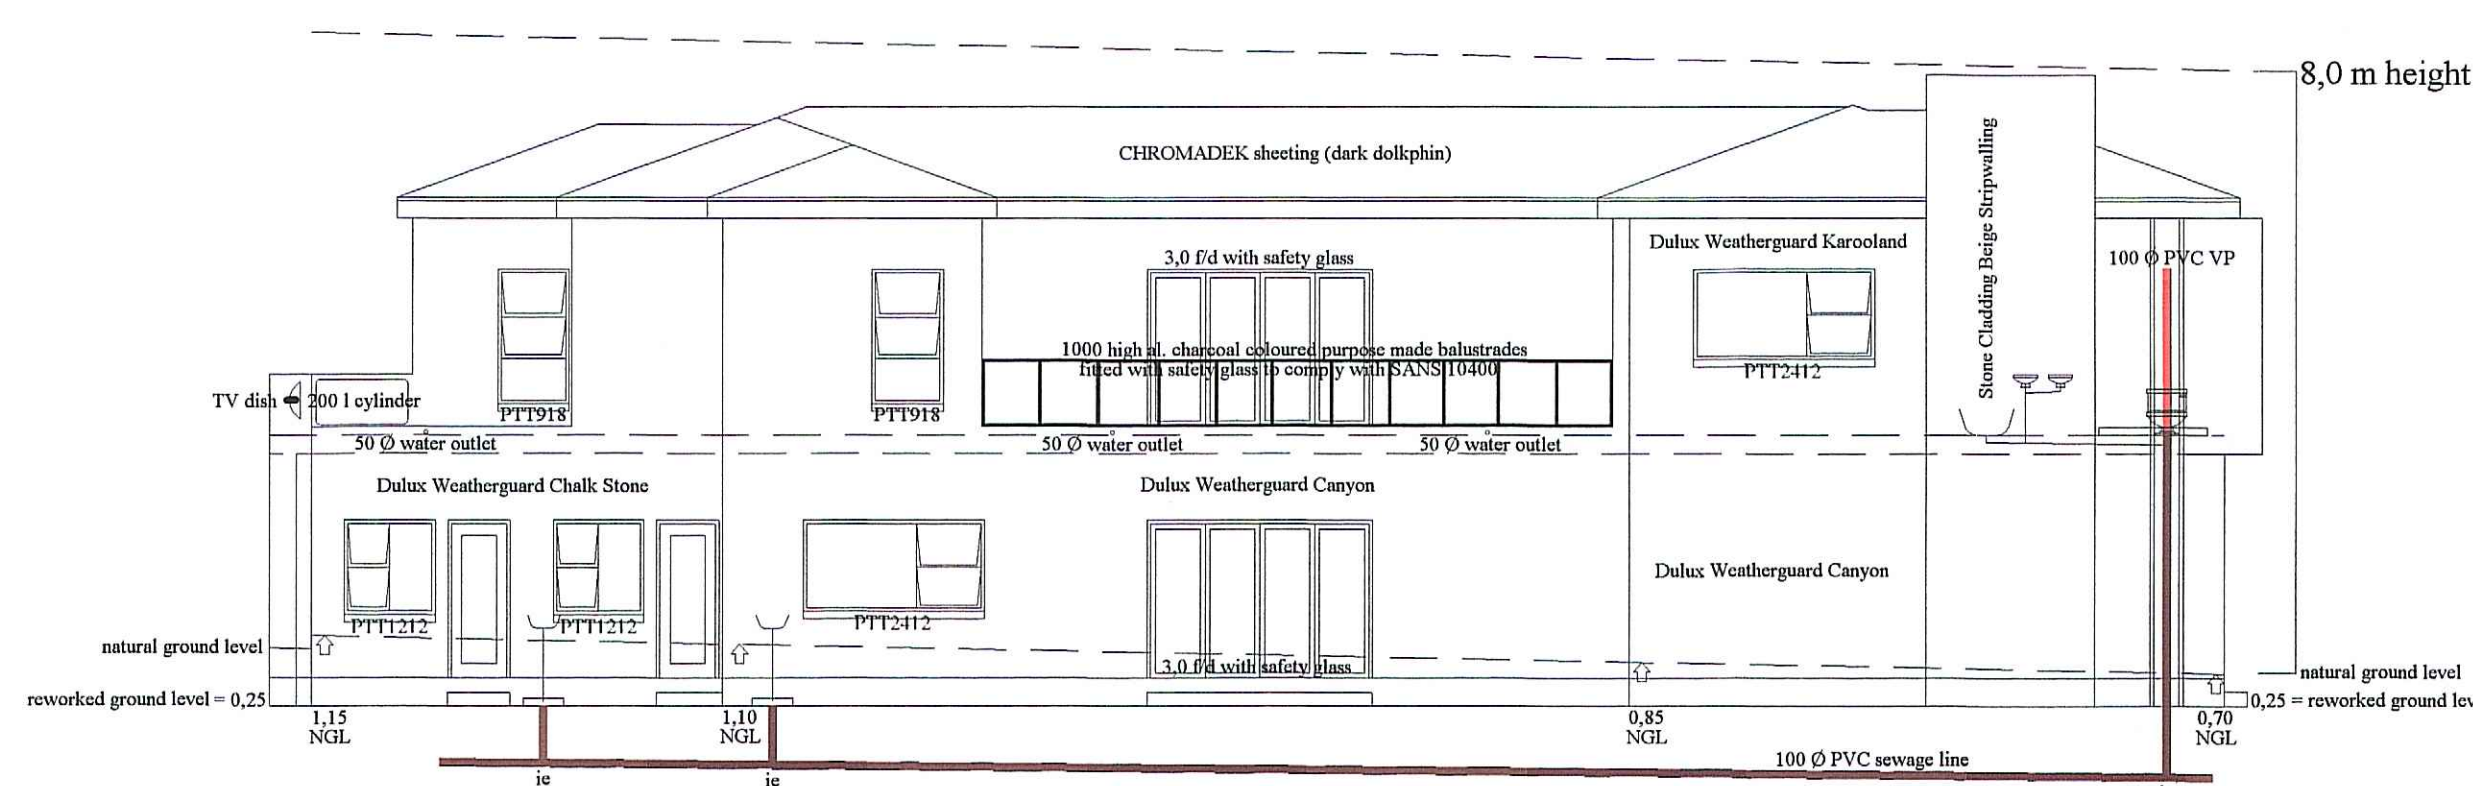 8,0 m height
CHROMADEK sheeting (dark dolkphin)
Stone Cladding Beige Stripwalling
Dulux Weatherguard Karooland
3,0 f/d with safety glass
100 Ø PVC VP
1000 high al. charcoal coloured purpose made balustrades
fitted with safety glass to comply with SANS 10400
PTT2412
TV dish
200 l cylinder
PTT918
PTT918
50 Ø water outlet
50 Ø water outlet
50 Ø water outlet
Dulux Weatherguard Chalk Stone
Dulux Weatherguard Canyon
Dulux Weatherguard Canyon
PTT1212
PTT1212
PTT2412
natural ground level
3,0 f/d with safety glass
natural ground level
reworked ground level = 0,25
0,25 = reworked ground lev
1,15
NGL
1,10
NGL
0,85
NGL
0,70
NGL
100 Ø PVC sewage line
ie
ie